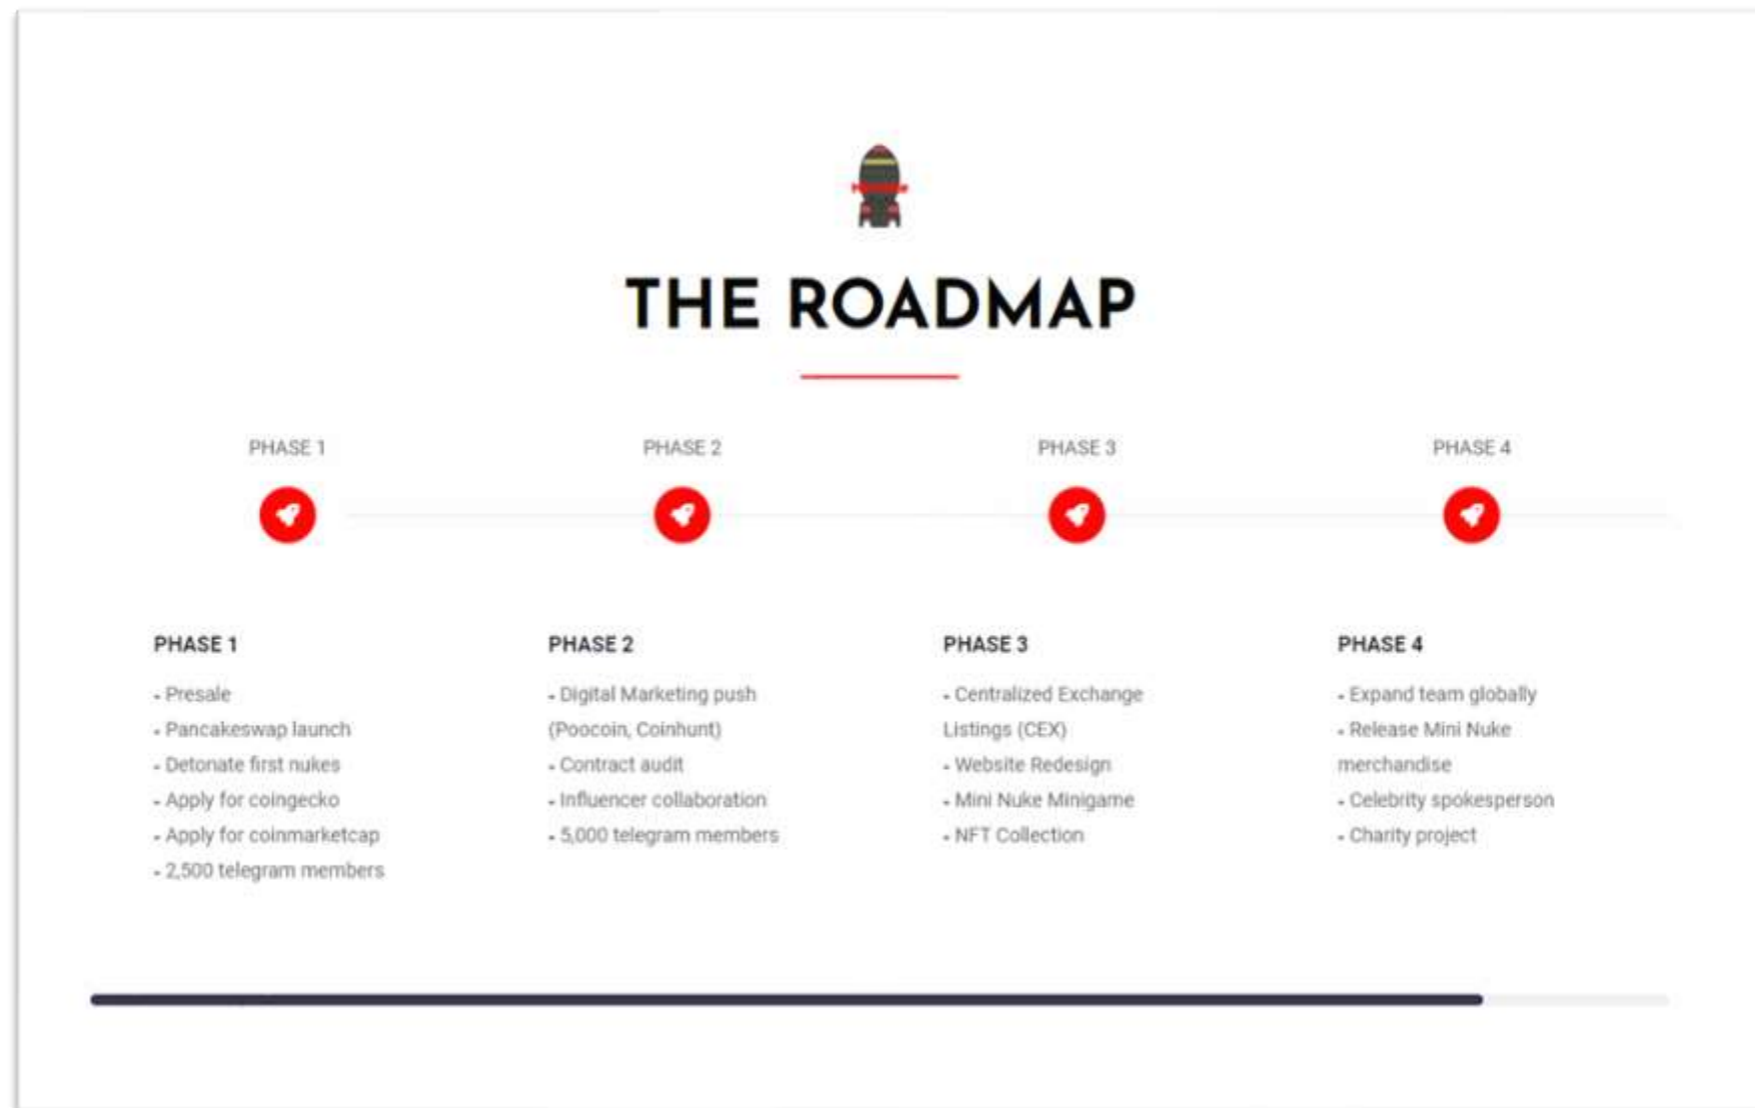 THE ROADMAP
PHASE 1
PHASE 2
PHASE 3
PHASE 4
PHASE 1
- Presale
- Pancakeswap launch
- Detonate first nukes
- Apply for coingecko
- Apply for coinmarketcap
- 2,500 telegram members
PHASE 2
- Digital Marketing push
(Poocoin, Coinhunt)
- Contract audit
- Influencer collaboration
- 5,000 telegram members
PHASE 3
- Centralized Exchange
Listings (CEX)
- Website Redesign
- Mini Nuke Minigame
- NFT Collection
PHASE 4
- Expand team globally
- Release Mini Nuke
merchandise
- Celebrity spokesperson
- Charity project